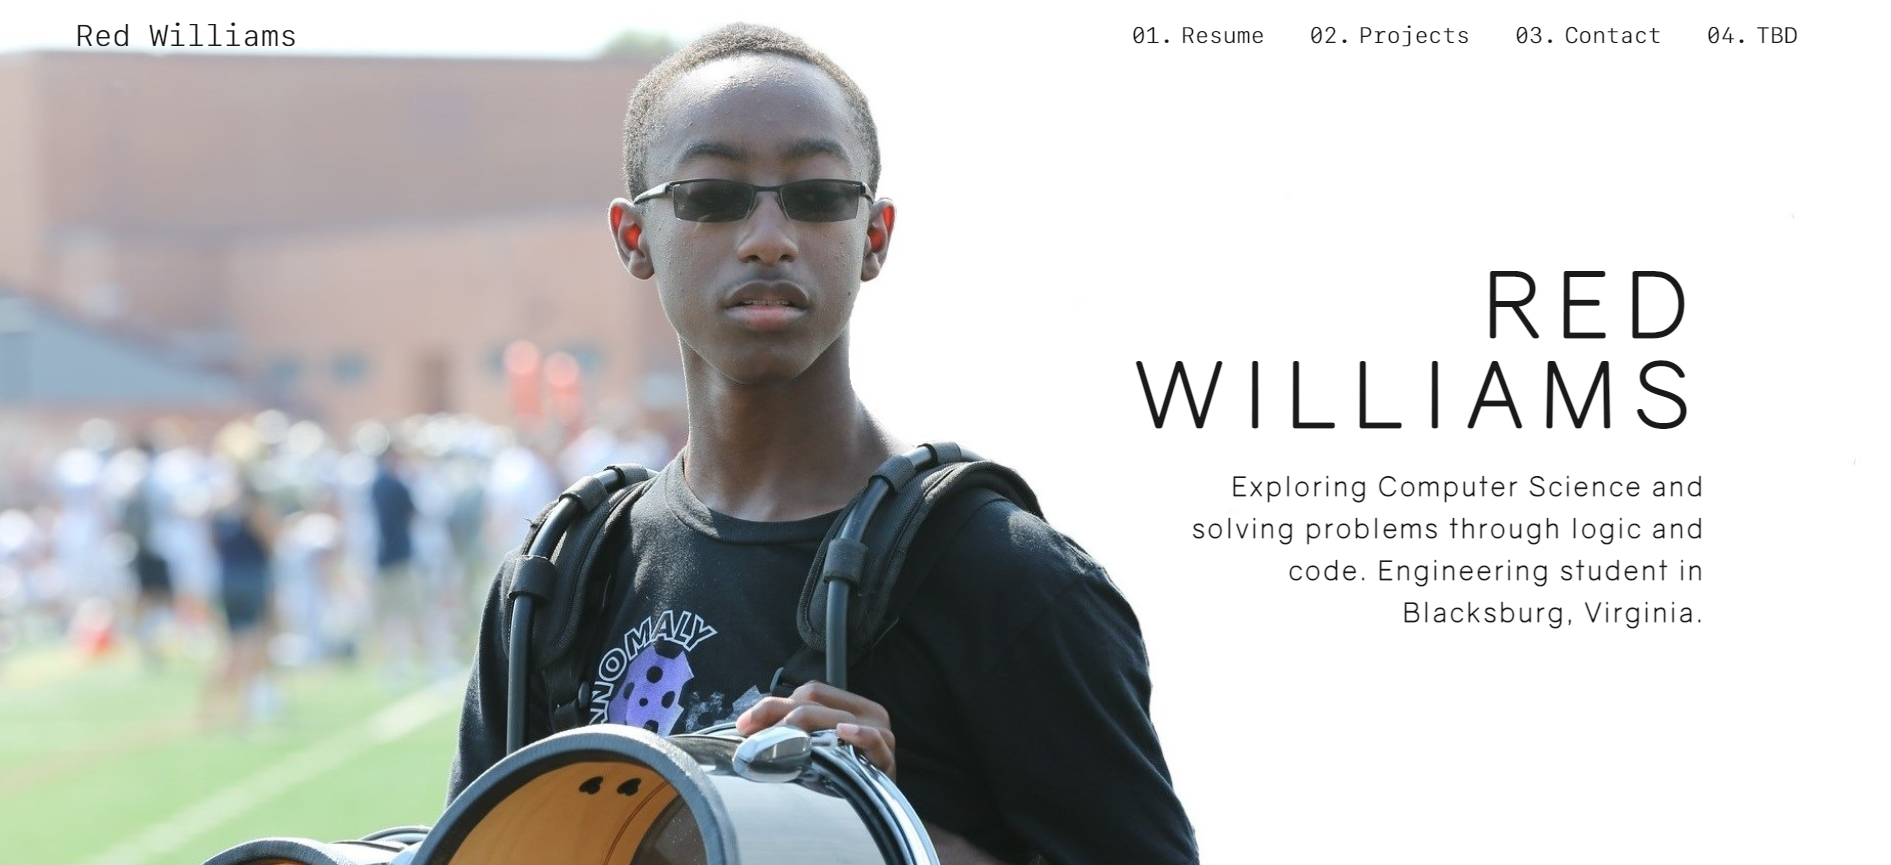 Red Williams
01. Resume 02. Projects 03. Contact 04. TBD
RED
WILLIAMS
Exploring Computer Science and
solving problems through logic and
code. Engineering student in
Blacksburg, Virginia.
NNOMALY